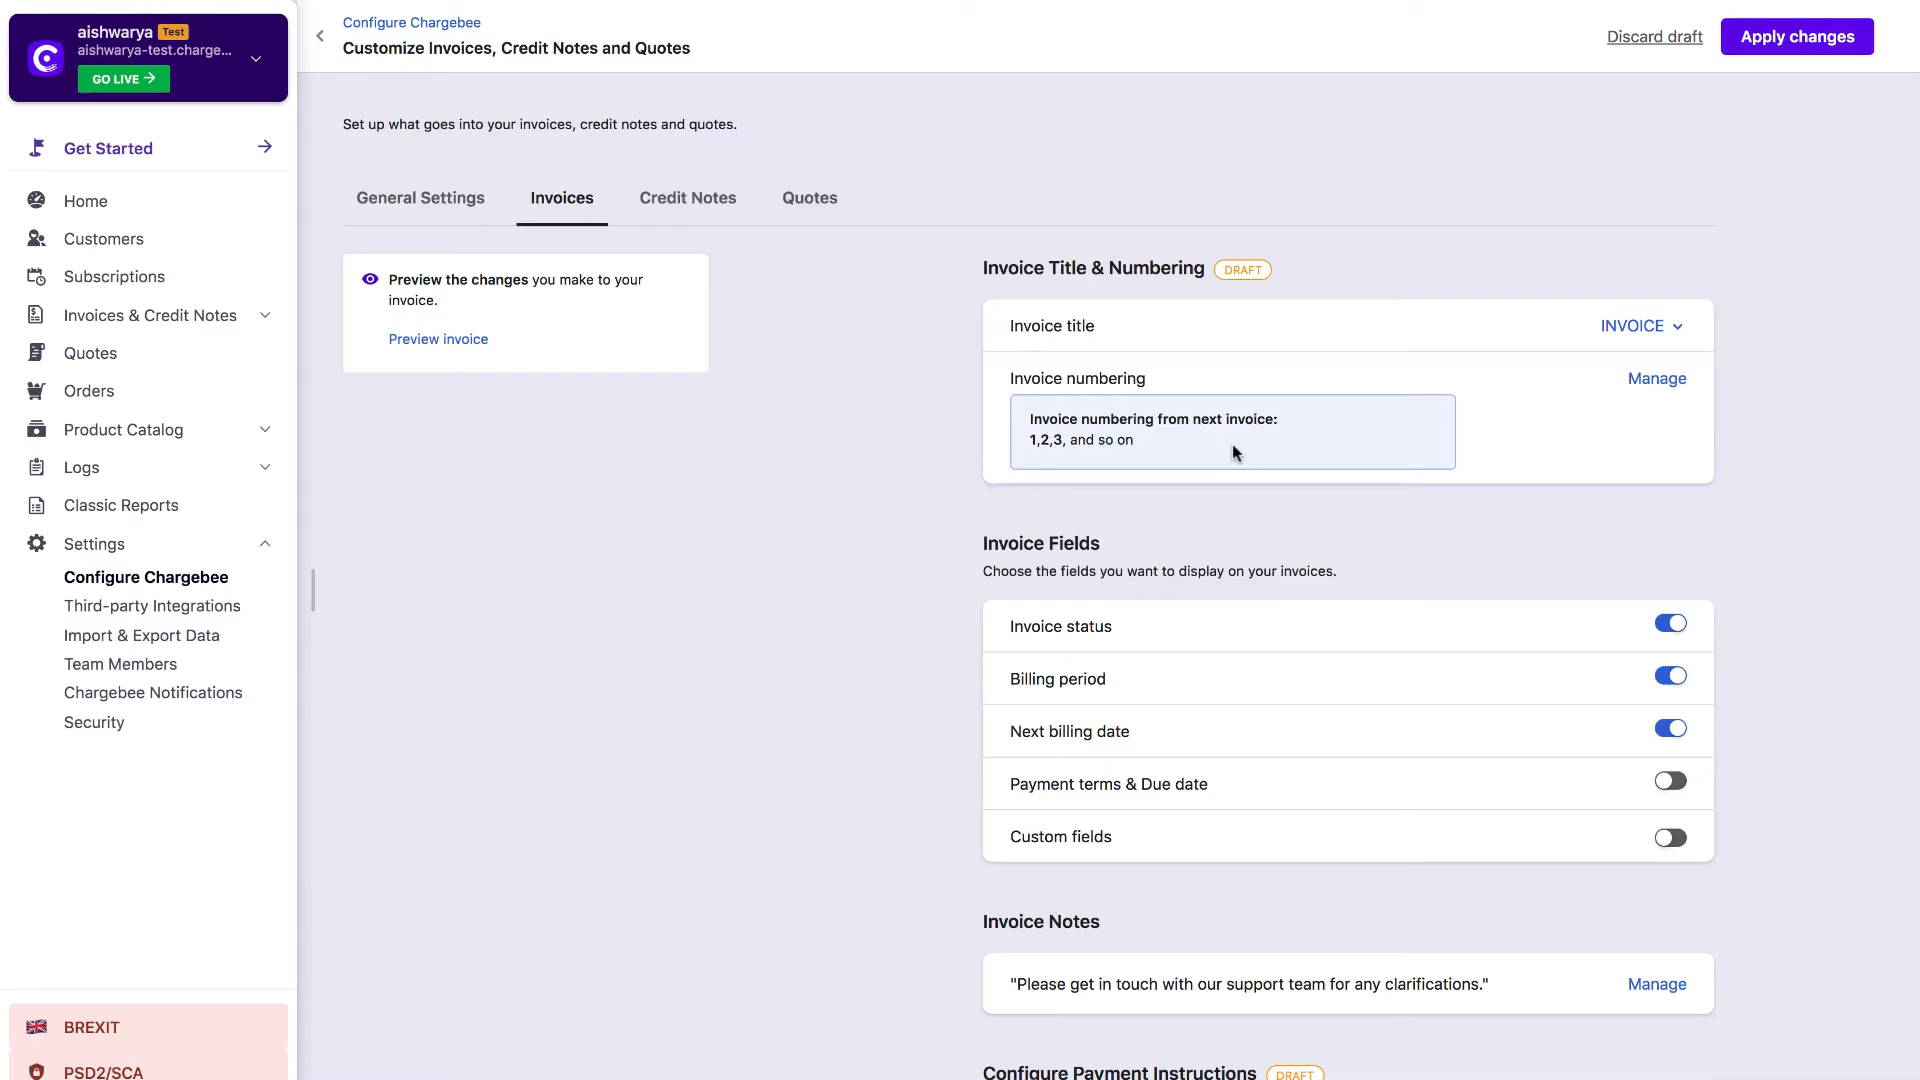 aishwarya Test
aishwarya-test.charge...
GO LIVE
Get Started
Home
Customers
Subscriptions
Invoices & Credit Notes
Quotes
Orders
Product Catalog
Logs
Classic Reports
Settings
Configure Chargebee
Third-party Integrations
Import & Export Data
Team Members
Chargebee Notifications
Security
BREXIT
PSD2/SCA
Configure Chargebee
Customize Invoices, Credit Notes and Quotes
Discard draft
Apply changes
Set up what goes into your invoices, credit notes and quotes.
General Settings
Invoices
Credit Notes
Quotes
Preview the changes you make to your
invoice.
Preview invoice
Invoice Title & Numbering DRAFT
Invoice title
INVOICE
Invoice numbering
Manage
Invoice numbering from next invoice:
1,2,3, and so on
Invoice Fields
Choose the fields you want to display on your invoices.
Invoice status
Billing period
Next billing date
Payment terms & Due date
Custom fields
Invoice Notes
"Please get in touch with our support team for any clarifications."
Manage
Configure Payment Instructions DRAFT